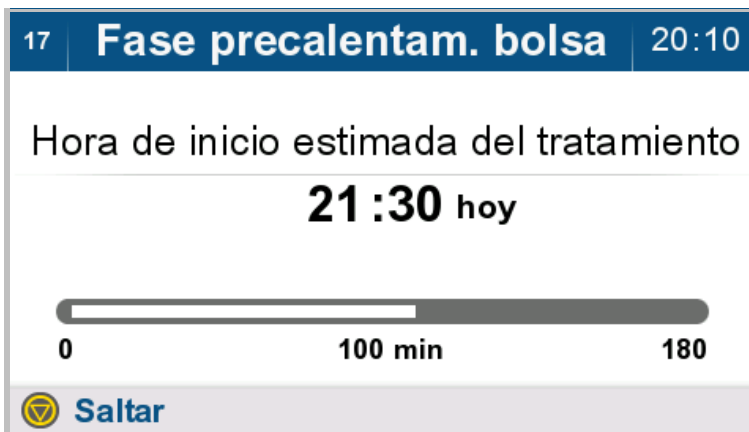 17 Fase precalentam. bolsa 20:10
Hora de inicio estimada del tratamiento
21:30 hoy
0 100 min 180
Saltar